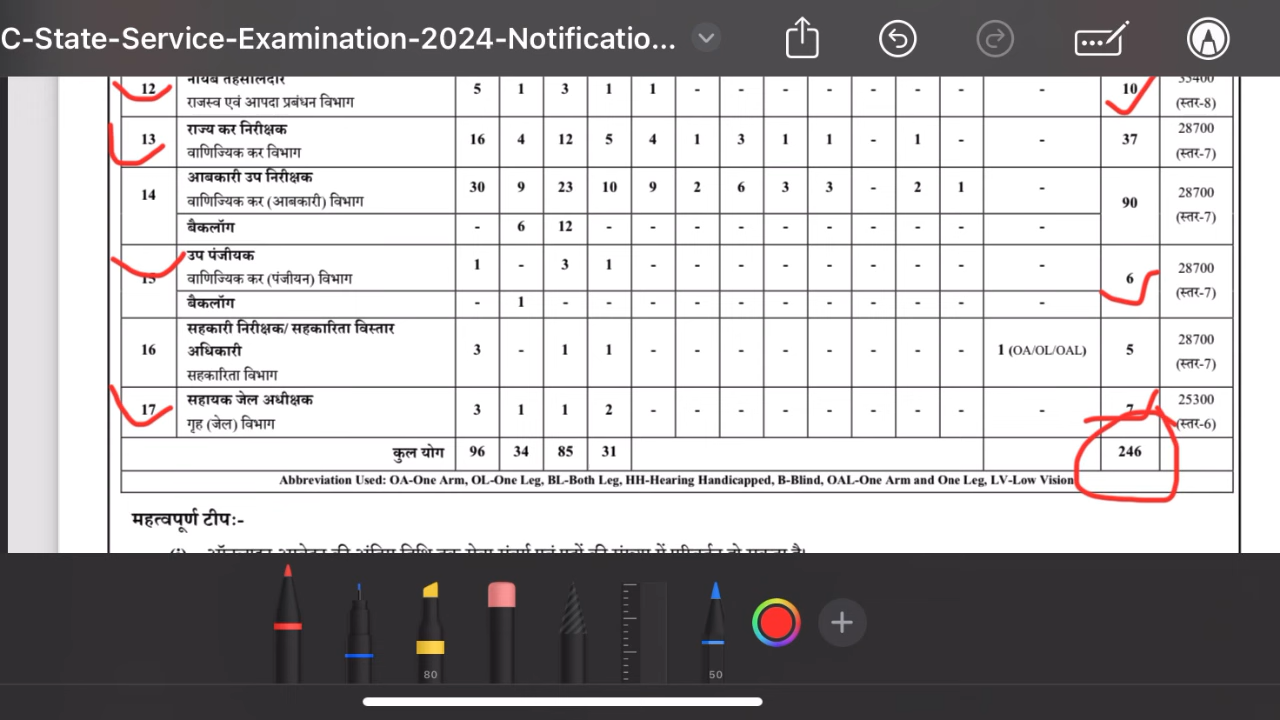 C-State-Service-Examination-2024-Notificatio...
12 नायब तहसीलदार 5 1 3 1 1 - - - - - - - - 10 35400
राजस्व एवं आपदा प्रबंधन विभाग (स्तर-8)
13 राज्य कर निरीक्षक 16 4 12 5 4 1 3 1 1 - 1 - - 37 28700
वाणिज्यिक कर विभाग (स्तर-7)
14 आबकारी उप निरीक्षक 30 9 23 10 9 2 6 3 3 - 2 1 - 90 28700
वाणिज्यिक कर (आबकारी) विभाग (स्तर-7)
बैकलॉग - 6 12 - - - - - - - - - -
15 उप पंजीयक 1 - 3 1 - - - - - - - - - 6 28700
वाणिज्यिक कर (पंजीयन) विभाग (स्तर-7)
बैकलॉग - 1 - - - - - - - - - - -
16 सहकारी निरीक्षक/ सहकारिता विस्तार
अधिकारी 3 - 1 1 - - - - - - - - 1 (OA/OL/OAL) 5 28700
सहकारिता विभाग (स्तर-7)
17 सहायक जेल अधीक्षक 3 1 1 2 - - - - - - - - - 7 25300
गृह (जेल) विभाग (स्तर-6)
कुल योग 96 34 85 31 246
Abbreviation Used: OA-One Arm, OL-One Leg, BL-Both Leg, HH-Hearing Handicapped, B-Blind, OAL-One Arm and One Leg, LV-Low Vision
महत्वपूर्ण टीपः-
80 50